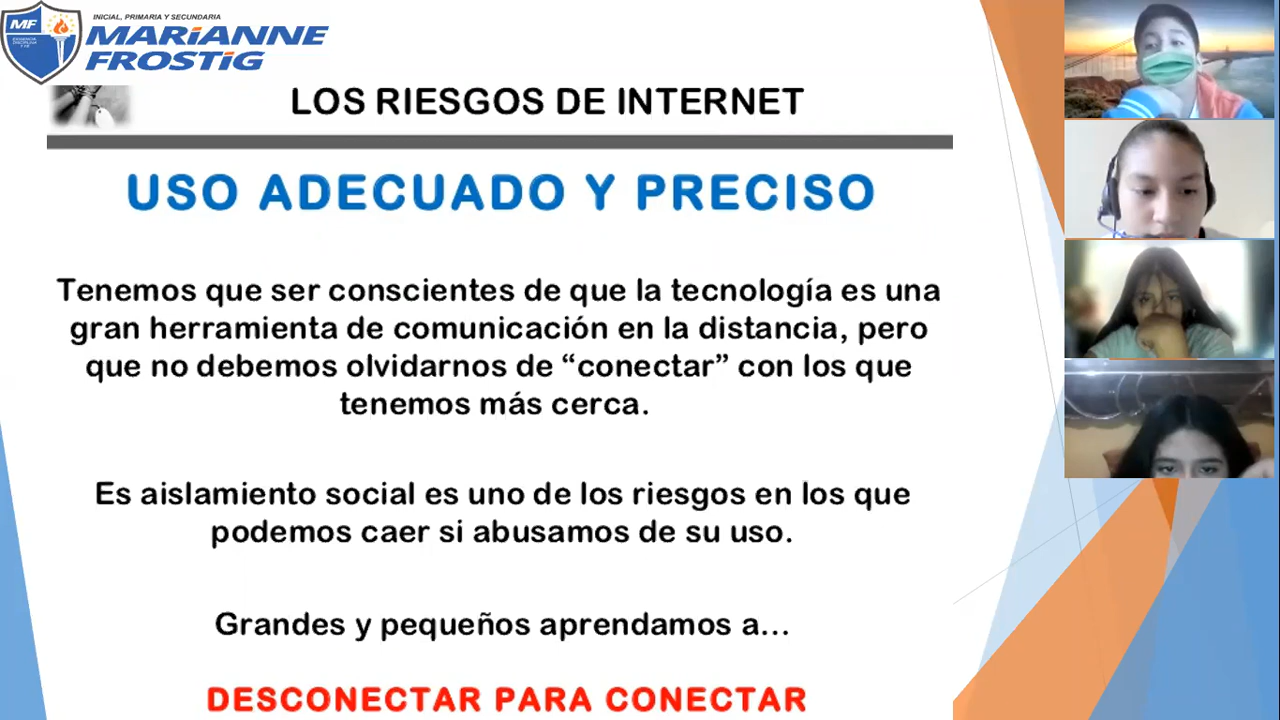 INICIAL, PRIMARIA Y SECUNDARIA
MF
MARIANNE
FROSTIG
LOS RIESGOS DE INTERNET
USO ADECUADO Y PRECISO
Tenemos que ser conscientes de que la tecnología es una
gran herramienta de comunicación en la distancia, pero
que no debemos olvidarnos de “conectar” con los que
tenemos más cerca.
Es aislamiento social es uno de los riesgos en los que
podemos caer si abusamos de su uso.
Grandes y pequeños aprendamos a...
DESCONECTAR PARA CONECTAR